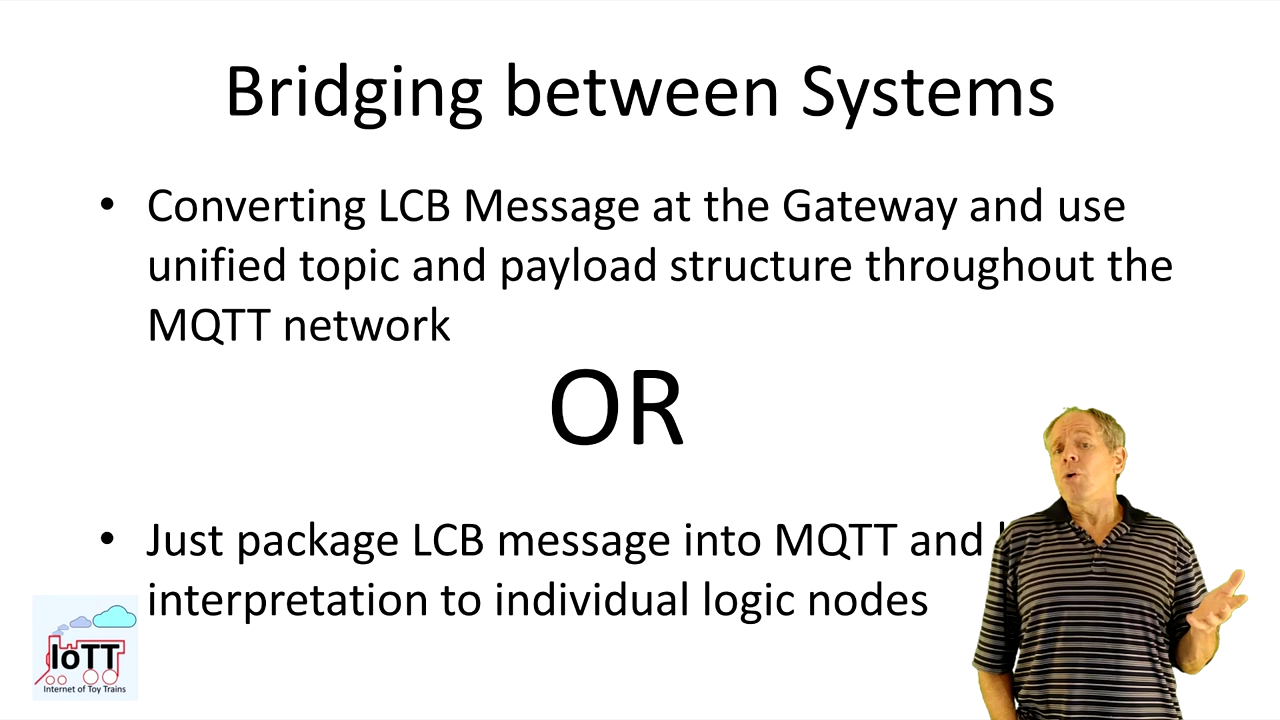 Bridging between Systems
• Converting LCB Message at the Gateway and use
unified topic and payload structure throughout the
MQTT network
OR
• Just package LCB message into MQTT and
interpretation to individual logic nodes
IoTT
Internet of Toy Trains